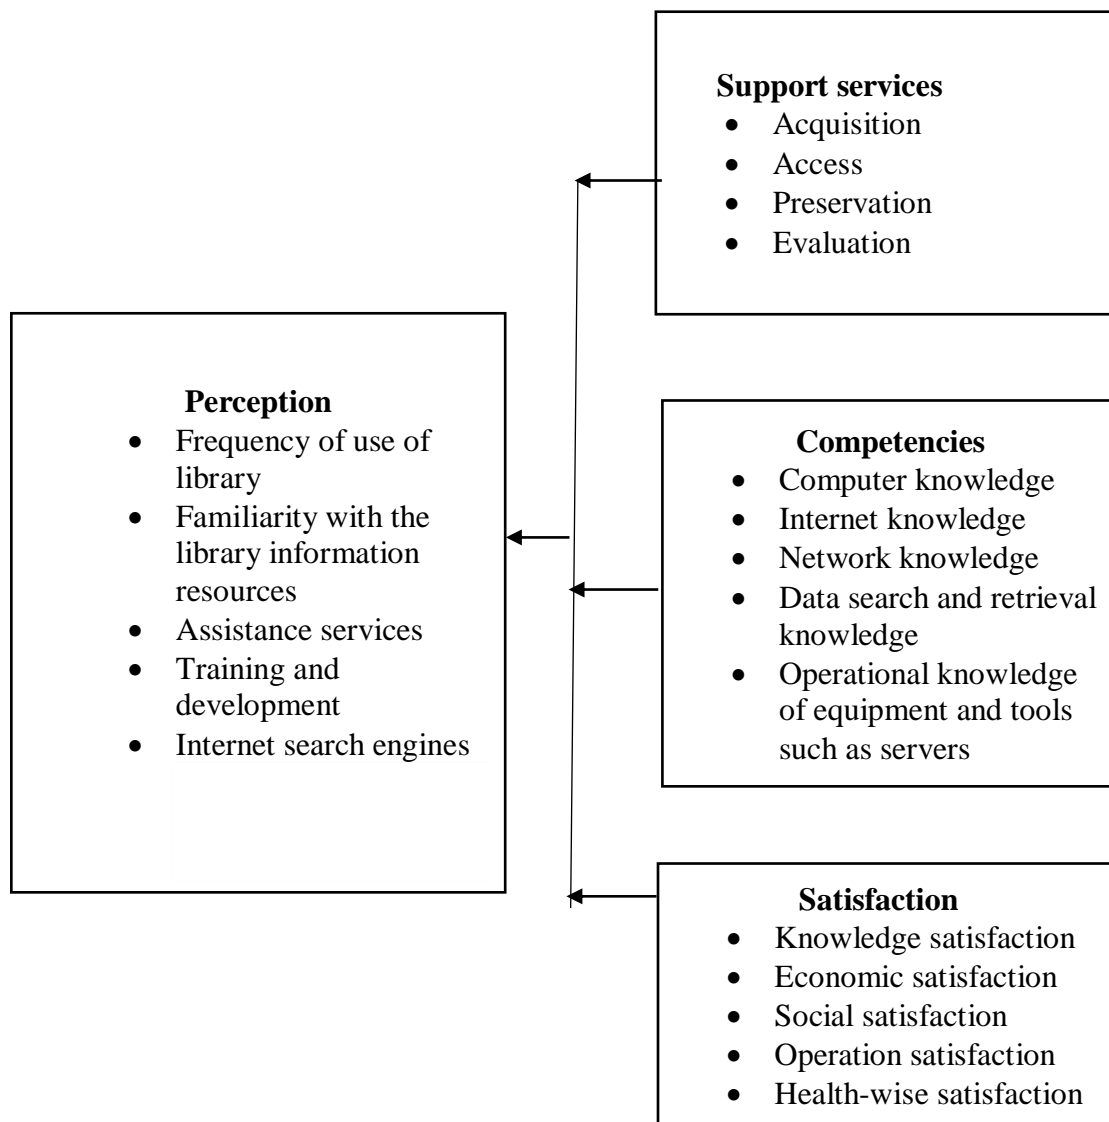 Support services
• Acquisition
• Access
• Preservation
• Evaluation
Perception
• Frequency of use of
library
• Familiarity with the
library information
resources
• Assistance services
• Training and
development
• Internet search engines
Competencies
• Computer knowledge
• Internet knowledge
• Network knowledge
• Data search and retrieval
knowledge
• Operational knowledge
of equipment and tools
such as servers
Satisfaction
• Knowledge satisfaction
• Economic satisfaction
• Social satisfaction
• Operation satisfaction
• Health-wise satisfaction